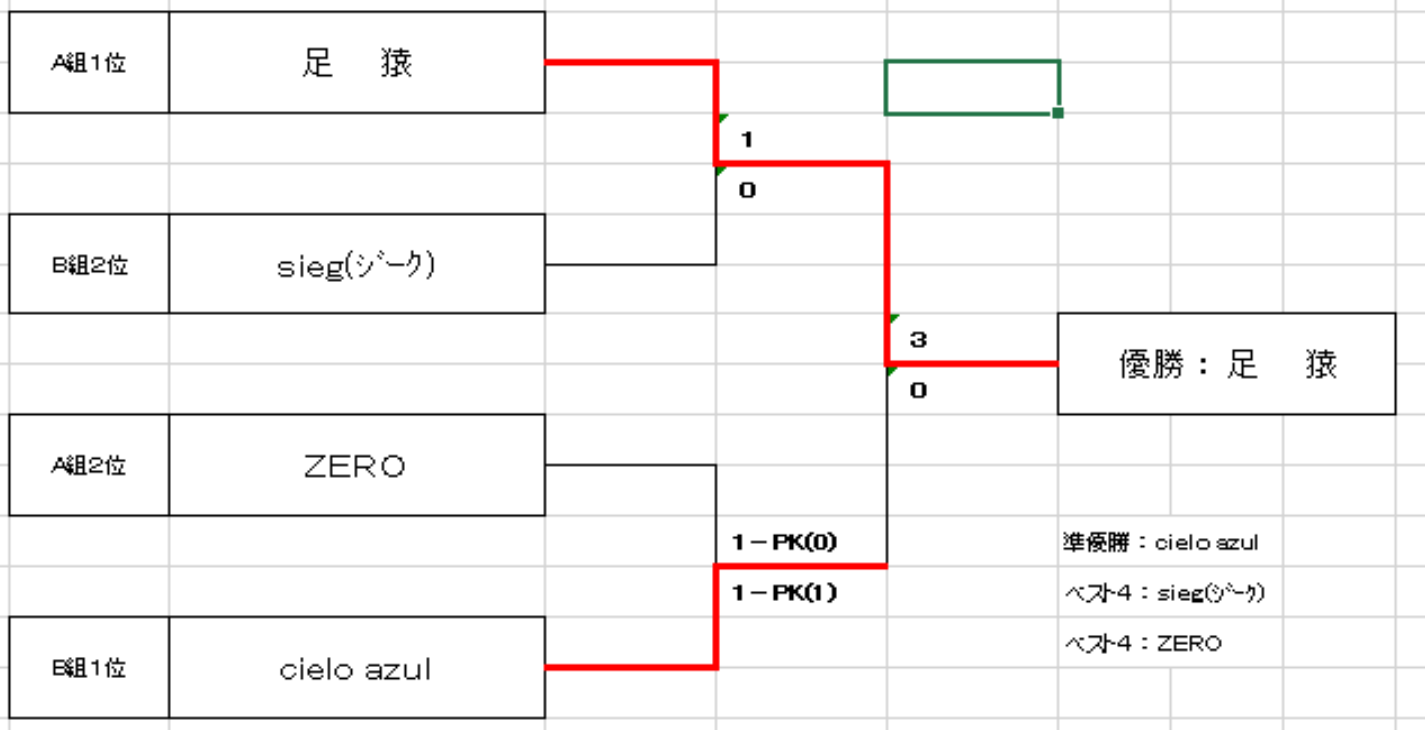 A組1位 足　猿
1
0
B組2位 sieg(ｼﾞｰｸ)
3
0
優勝：足　猿
A組2位 ZERO
1－PK(0)
1－PK(1)
準優勝：cielo azul
ベスト4：sieg(ｼﾞｰｸ)
ベスト4：ZERO
B組1位 cielo azul